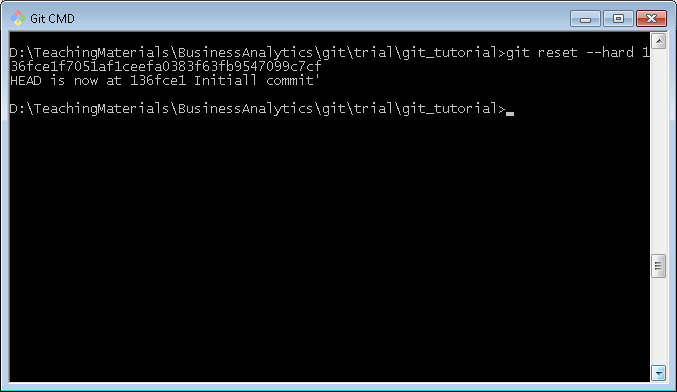 Git CMD
D:\TeachingMaterials\BusinessAnalytics\git\trial\git_tutorial>git reset --hard 1
36fce1f7051af1ceefa0383f63fb9547099c7cf
HEAD is now at 136fce1 Initiall commit'
D:\TeachingMaterials\BusinessAnalytics\git\trial\git_tutorial>